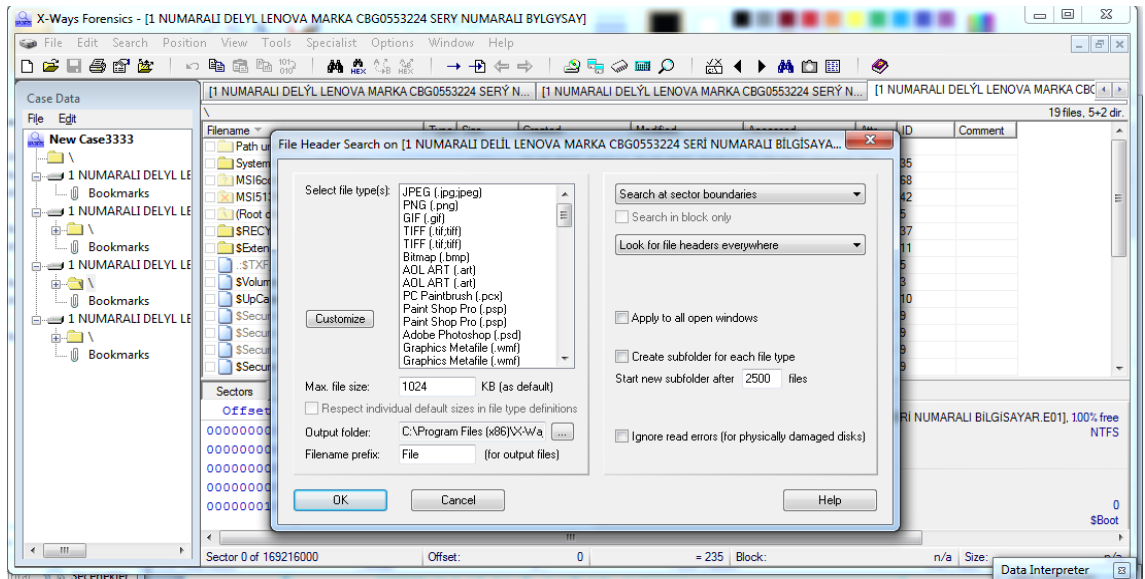 X-Ways Forensics - [1 NUMARALI DELYL LENOVA MARKA CBG0553224 SERY NUMARALI BYLGYSAY]
File Edit Search Position View Tools Specialist Options Window Help
Case Data
File Edit
New Case3333
\
1 NUMARALI DELYL LE
Bookmarks
1 NUMARALI DELYL LE
\
Bookmarks
1 NUMARALI DELYL LE
\
Bookmarks
1 NUMARALI DELYL LE
\
Bookmarks
[1 NUMARALI DELÝL LENOVA MARKA CBG0553224 SERÝ N... [1 NUMARALI DELÝL LENOVA MARKA CBG0553224 SERÝ N... [1 NUMARALI DELÝL LENOVA MARKA CBG
\ 19 files, 5+2 dir.
Filename ID Comment
Path un
System 35
MSI6cc 68
MSI513 42
(Root d 5
$RECY 37
$Exten 11
.:$TXF 5
$Volum 3
$UpCa 10
$Secur 9
$Secur 9
$Secur 9
$Secur 9
File Header Search on [1 NUMARALI DELİL LENOVA MARKA CBG0553224 SERİ NUMARALI BİLGİSAYA...
Select file type(s):
JPEG (.jpg;jpeg)
PNG (.png)
GIF (.gif)
TIFF (.tif;tiff)
TIFF (.tif;tiff)
Bitmap (.bmp)
AOL ART (.art)
AOL ART (.art)
PC Paintbrush (.pcx)
Paint Shop Pro (.psp)
Paint Shop Pro (.psp)
Adobe Photoshop (.psd)
Graphics Metafile (.wmf)
Graphics Metafile (.wmf)
Customize
Max. file size: 1024 KB (as default)
Respect individual default sizes in file type definitions
Output folder: C:\Program Files (x86)\X-Wa ...
Filename prefix: File (for output files)
Search at sector boundaries
Search in block only
Look for file headers everywhere
Apply to all open windows
Create subfolder for each file type
Start new subfolder after 2500 files
Ignore read errors (for physically damaged disks)
OK Cancel Help
Sectors
Offset
00000000
00000000
00000000
00000000
00000001
Rİ NUMARALI BİLGİSAYAR.E01], 100% free
NTFS
0
$Boot
Sector 0 of 169216000 Offset: 0 = 235 Block: n/a Size: n/a
Data Interpreter